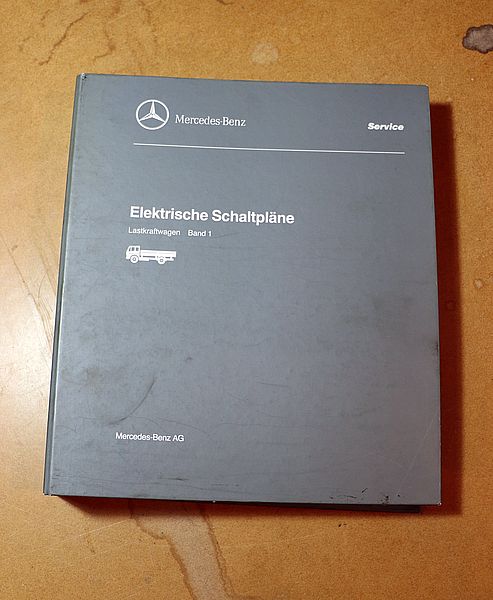 Mercedes-Benz
Service
Elektrische Schaltpläne
Lastkraftwagen Band 1
Mercedes-Benz AG